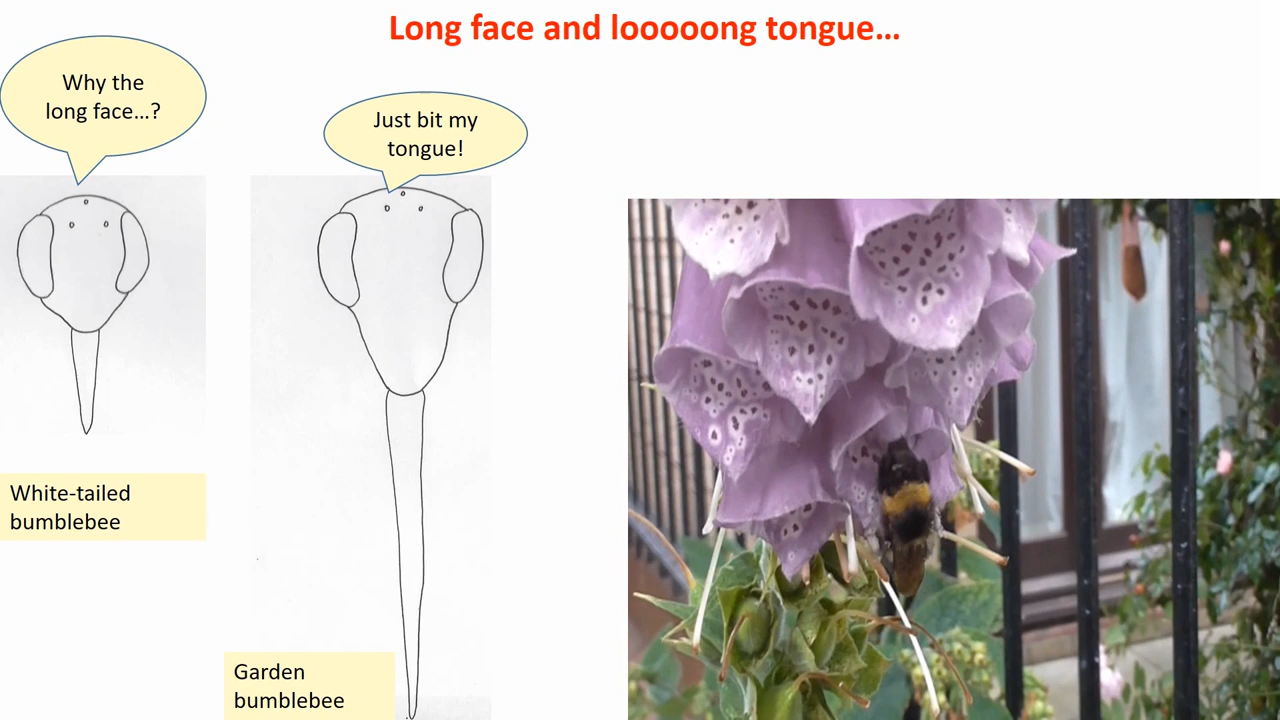 Long face and looooong tongue…
Why the
long face…?
Just bit my
tongue!
White-tailed
bumblebee
Garden
bumblebee